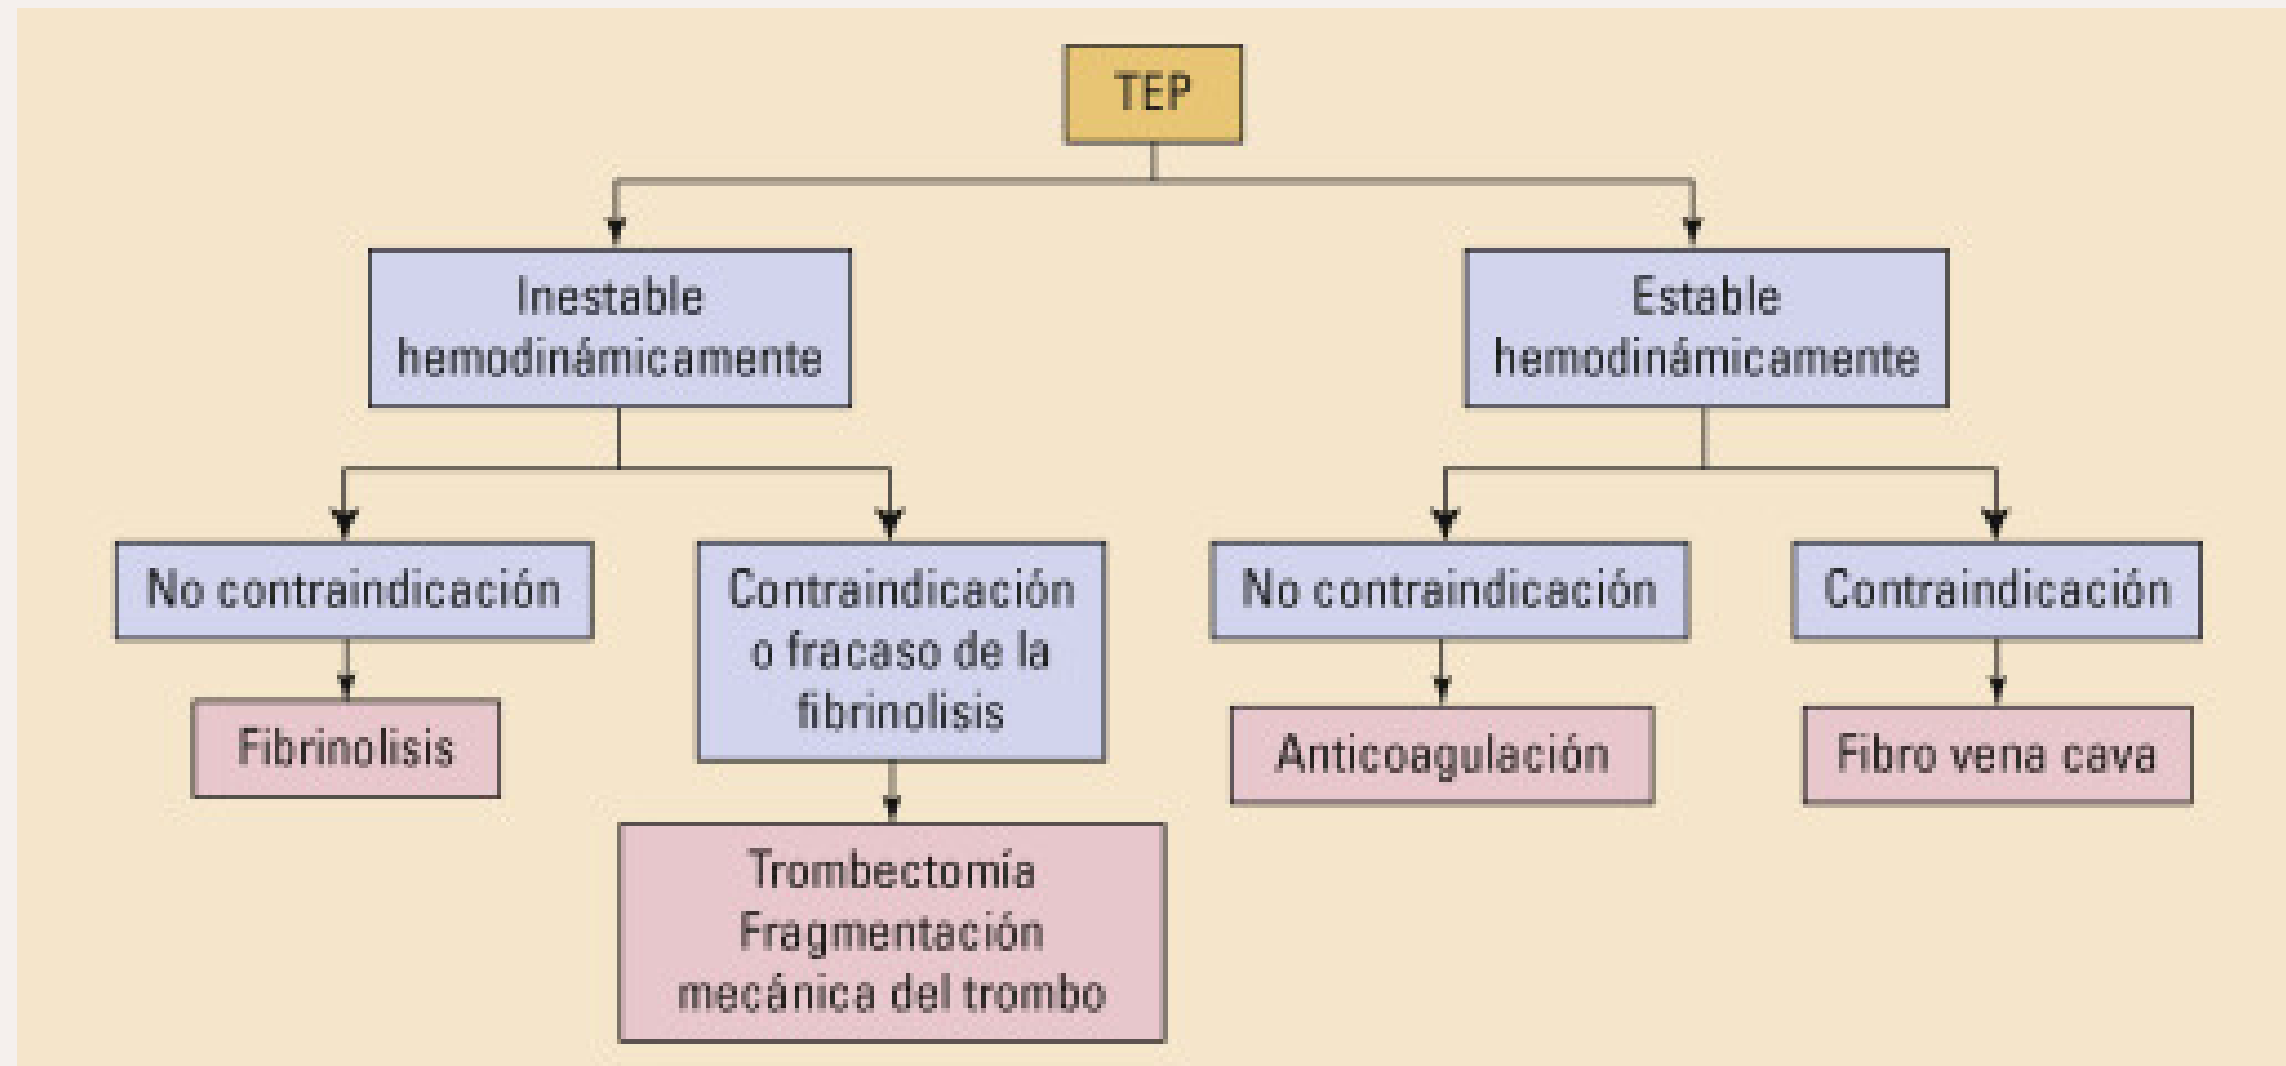 TEP
Inestable
hemodinámicamente
Estable
hemodinámicamente
No contraindicación
Contraindicación
o fracaso de la
fibrinolisis
No contraindicación
Contraindicación
Fibrinolisis
Anticoagulación
Fibro vena cava
Trombectomía
Fragmentación
mecánica del trombo